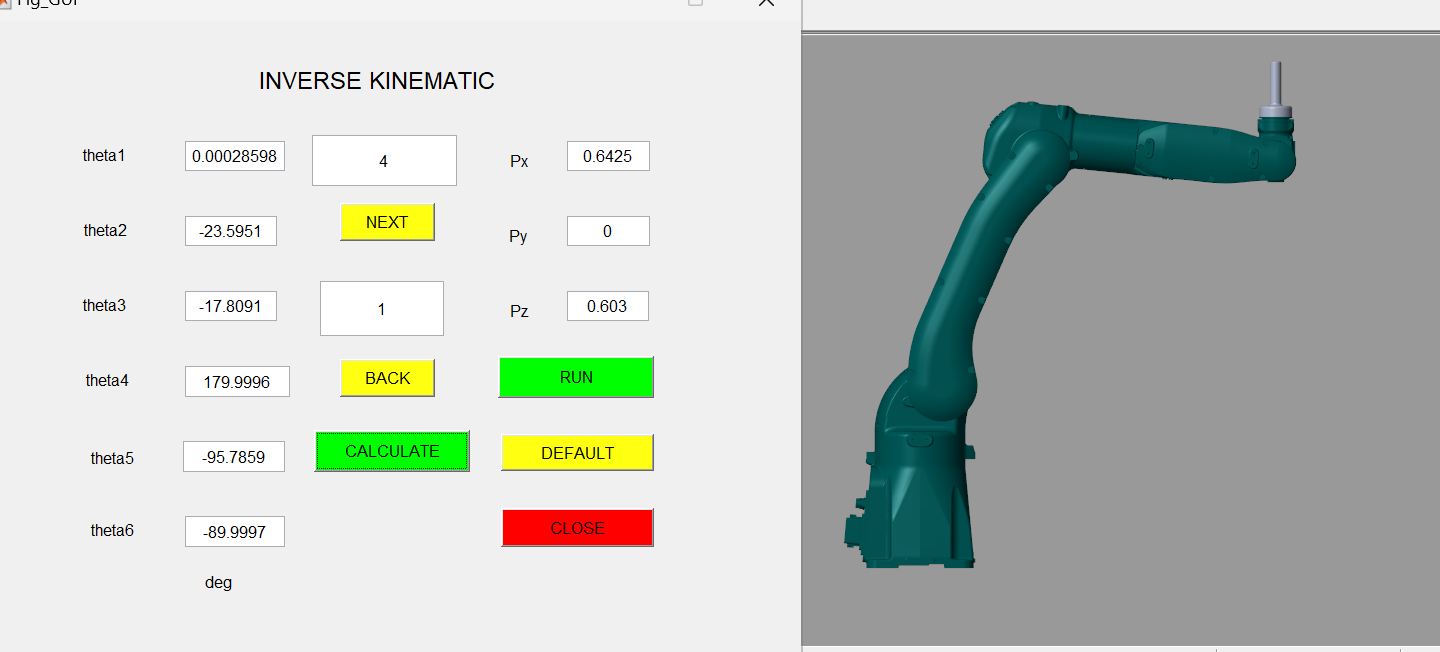 Fig_GUI
INVERSE KINEMATIC
theta1 0.00028598 4 Px 0.6425
NEXT
theta2 -23.5951 Py 0
theta3 -17.8091 1 Pz 0.603
theta4 179.9996 BACK RUN
theta5 -95.7859 CALCULATE DEFAULT
theta6 -89.9997 CLOSE
deg